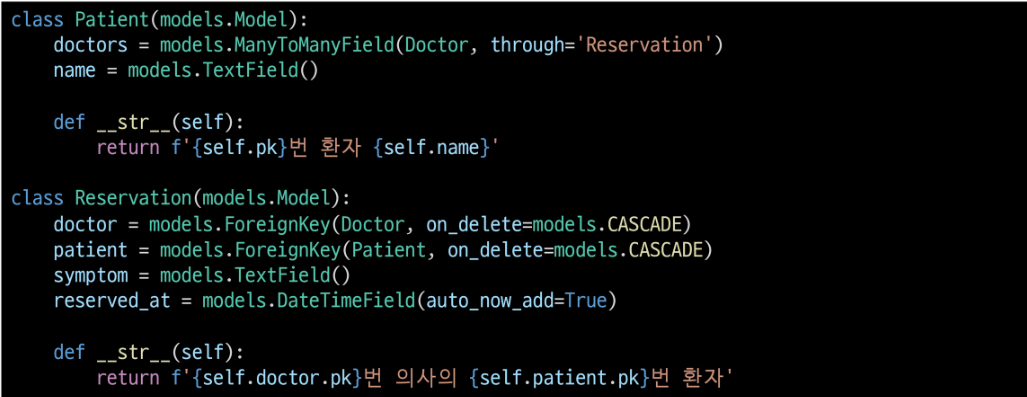 class Patient(models.Model):
    doctors = models.ManyToManyField(Doctor, through='Reservation')
    name = models.TextField()

    def __str__(self):
        return f'{self.pk}번 환자 {self.name}'

class Reservation(models.Model):
    doctor = models.ForeignKey(Doctor, on_delete=models.CASCADE)
    patient = models.ForeignKey(Patient, on_delete=models.CASCADE)
    symptom = models.TextField()
    reserved_at = models.DateTimeField(auto_now_add=True)

    def __str__(self):
        return f'{self.doctor.pk}번 의사의 {self.patient.pk}번 환자'